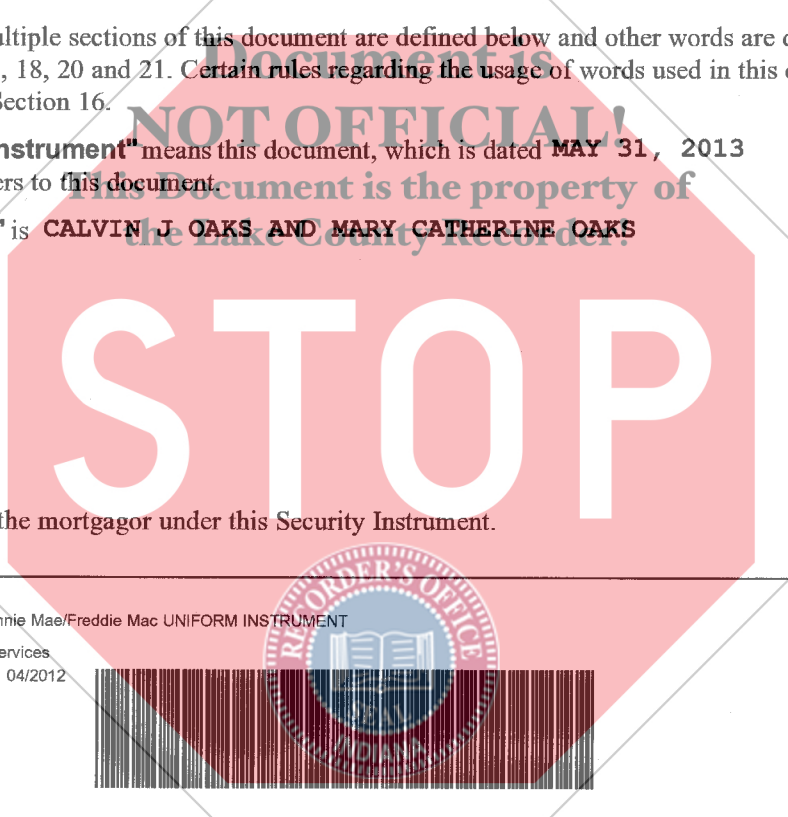 ultiple sections of this document are defined below and other words are d
Document is
, 18, 20 and 21. Certain rules regarding the usage of words used in this
Section 16.
NOT OFFICIAL!
nstrument" means this document, which is dated MAY 31, 2013
ers to this document.
This Document is the property of
" is CALVIN J OAKS AND MARY CATHERINE OAKS
the Lake County Recorder!
STOP
the mortgagor under this Security Instrument.
RECORDER'S OFFICE
nnie Mae/Freddie Mac UNIFORM INSTRUMENT
ervices
04/2012
SEAL
INDIANA